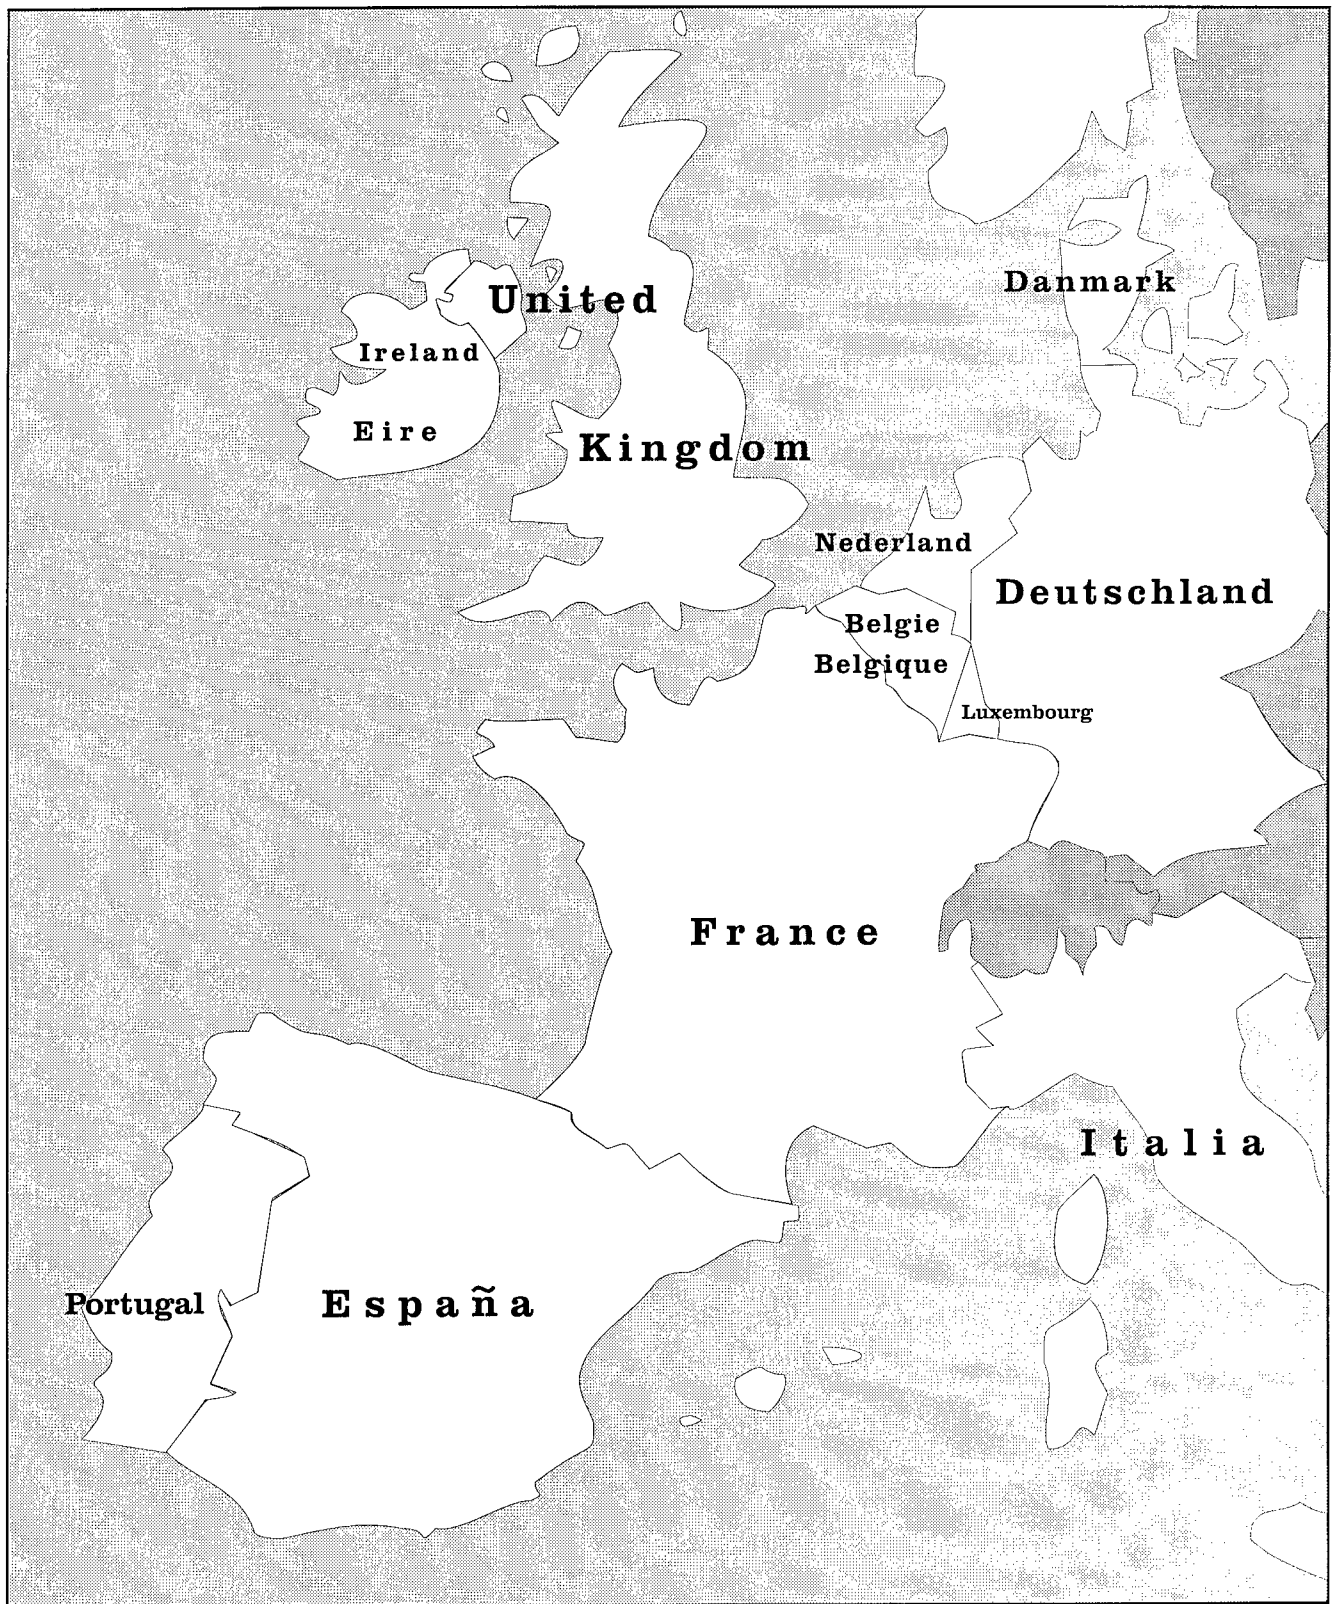 Danmark
United
Ireland
Eire
Kingdom
Nederland
Deutschland
Belgie
Belgique
Luxembourg
France
Italia
Portugal
España